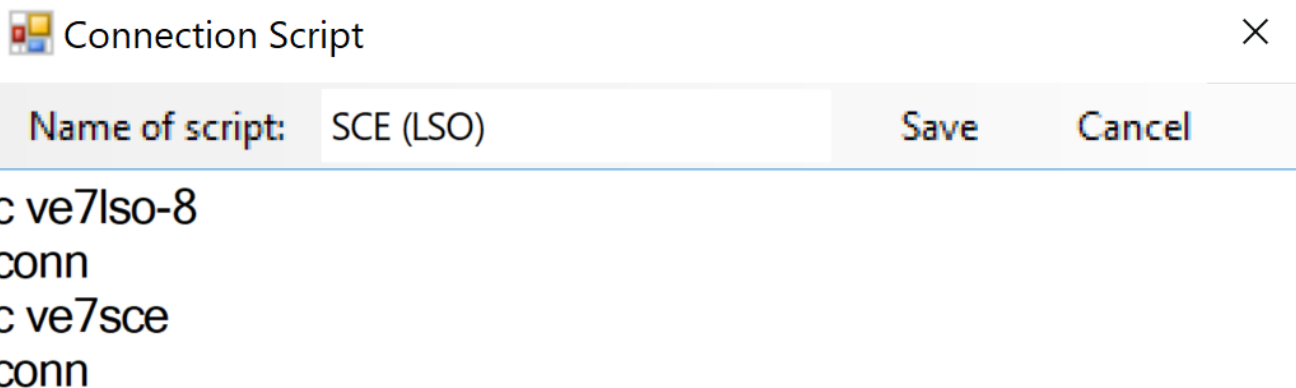 Connection Script
Name of script: SCE (LSO) Save Cancel
c ve7lso-8
conn
c ve7sce
conn